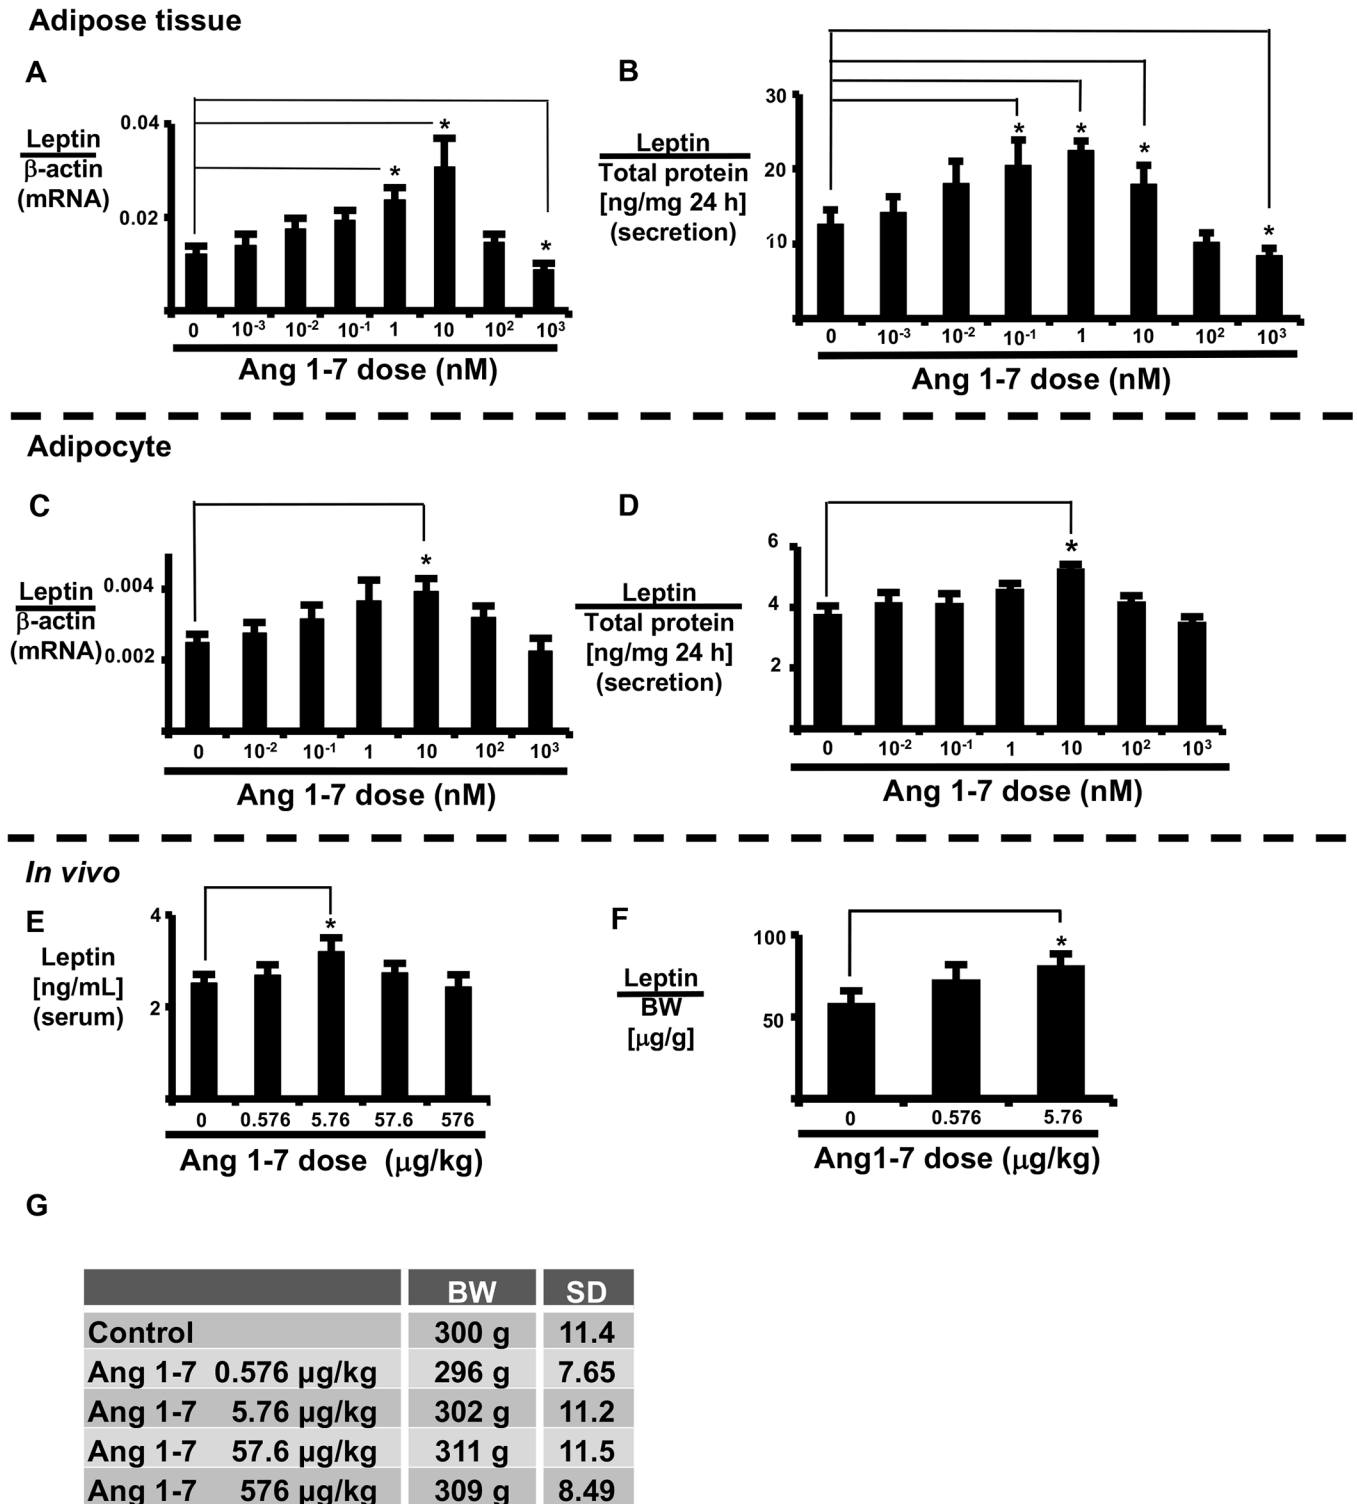 Adipose tissue
A
Leptin
β-actin
(mRNA)
0.04
0.02
* * *
0 10-3 10-2 10-1 1 10 102 103
Ang 1-7 dose (nM)
B
Leptin
Total protein
[ng/mg 24 h]
(secretion)
30
20
10
* * * *
0 10-3 10-2 10-1 1 10 102 103
Ang 1-7 dose (nM)
Adipocyte
C
Leptin
β-actin
(mRNA)
0.004
0.002
*
0 10-2 10-1 1 10 102 103
Ang 1-7 dose (nM)
D
Leptin
Total protein
[ng/mg 24 h]
(secretion)
6
4
2
*
0 10-2 10-1 1 10 102 103
Ang 1-7 dose (nM)
In vivo
E
Leptin
[ng/mL]
(serum)
4
2
*
0 0.576 5.76 57.6 576
Ang 1-7 dose (μg/kg)
F
Leptin
BW
[μg/g]
100
50
*
0 0.576 5.76
Ang1-7 dose (μg/kg)
G
BW SD
Control 300 g 11.4
Ang 1-7 0.576 μg/kg 296 g 7.65
Ang 1-7 5.76 μg/kg 302 g 11.2
Ang 1-7 57.6 μg/kg 311 g 11.5
Ang 1-7 576 μg/kg 309 g 8.49